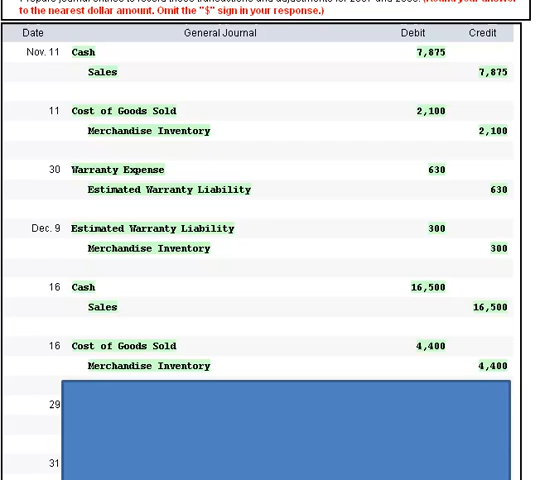 to the nearest dollar amount. Omit the "$" sign in your response.)
Date General Journal Debit Credit
Nov. 11 Cash 7,875
Sales 7,875
11 Cost of Goods Sold 2,100
Merchandise Inventory 2,100
30 Warranty Expense 630
Estimated Warranty Liability 630
Dec. 9 Estimated Warranty Liability 300
Merchandise Inventory 300
16 Cash 16,500
Sales 16,500
16 Cost of Goods Sold 4,400
Merchandise Inventory 4,400
29
31